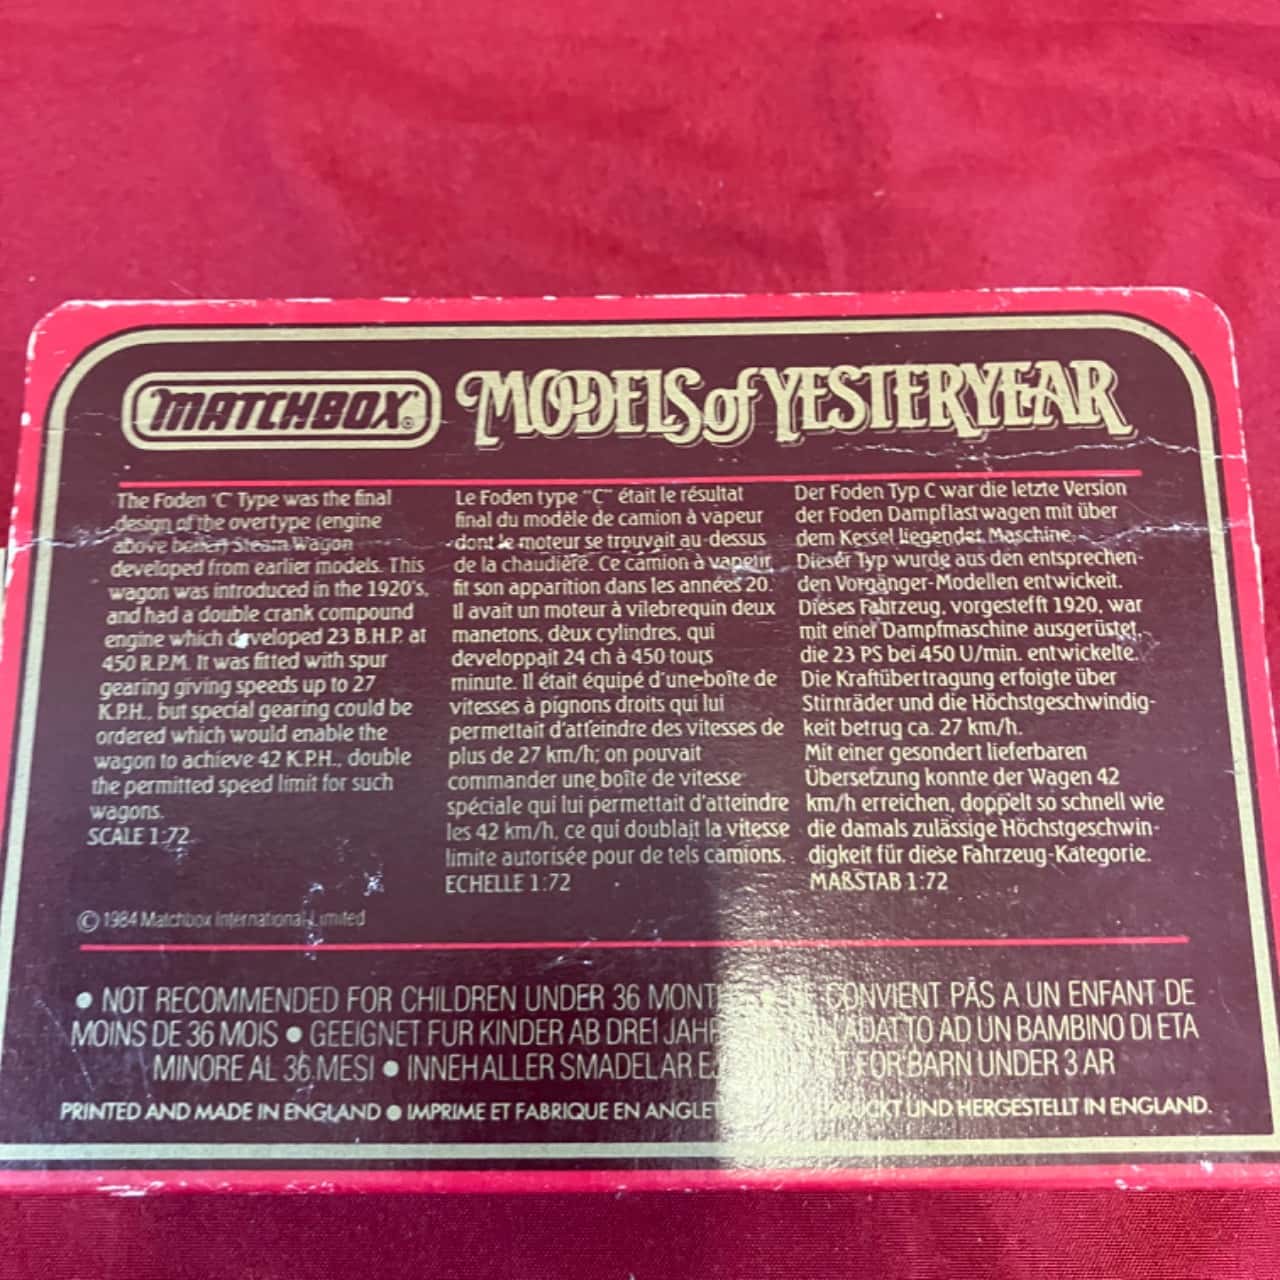 MATCHBOX®
MODELS of YESTERYEAR
The Foden "C" Type was the final
design of the overtype (engine
above boiler) Steam Wagon
developed from earlier models. This
wagon was introduced in the 1920's,
and had a double crank compound
engine which developed 23 B.H.P. at
450 R.P.M. It was fitted with spur
gearing giving speeds up to 27
K.P.H., but special gearing could be
ordered which would enable the
wagon to achieve 42 K.P.H., double
the permitted speed limit for such
wagons.
SCALE 1:72
© 1984 Matchbox International Limited
Le Foden type "C" était le résultat
final du modèle de camion à vapeur
dont le moteur se trouvait au-dessus
de la chaudière. Ce camion à vapeur
fit son apparition dans les années 20.
Il avait un moteur à vilebrequin deux
manetons, deux cylindres, qui
developpait 24 ch à 450 tours
minute. Il était équipé d'une boîte de
vitesses à pignons droits qui lui
permettait d'atteindre des vitesses de
plus de 27 km/h; on pouvait
commander une boîte de vitesse
spéciale qui lui permettait d'atteindre
les 42 km/h, ce qui doublait la vitesse
limite autorisée pour de tels camions.
ECHELLE 1:72
Der Foden Typ C war die letzte Version
der Foden Dampflastwagen mit über
dem Kessel liegender Maschine.
Dieser Typ wurde aus den entsprechen-
den Vorgänger-Modellen entwickelt.
Dieses Fahrzeug, vorgestefft 1920, war
mit einer Dampfmaschine ausgerüstet,
die 23 PS bei 450 U/min. entwickelte.
Die Kraftübertragung erfolgte über
Stirnräder und die Höchstgeschwindig-
keit betrug ca. 27 km/h.
Mit einer gesondert lieferbaren
Übersetzung konnte der Wagen 42
km/h erreichen, doppelt so schnell wie
die damals zulässige Höchstgeschwin-
digkeit für diese Fahrzeug-Kategorie.
MAßSTAB 1:72
● NOT RECOMMENDED FOR CHILDREN UNDER 36 MONT ● NE CONVIENT PAS A UN ENFANT DE
MOINS DE 36 MOIS ● GEEIGNET FUR KINDER AB DREI JAHR ADATTO AD UN BAMBINO DI ETA
MINORE AL 36 MESI ● INNEHALLER SMADELAR FOR BARN UNDER 3 AR
PRINTED AND MADE IN ENGLAND ● IMPRIME ET FABRIQUE EN ANGLET UND HERGESTELLT IN ENGLAND.